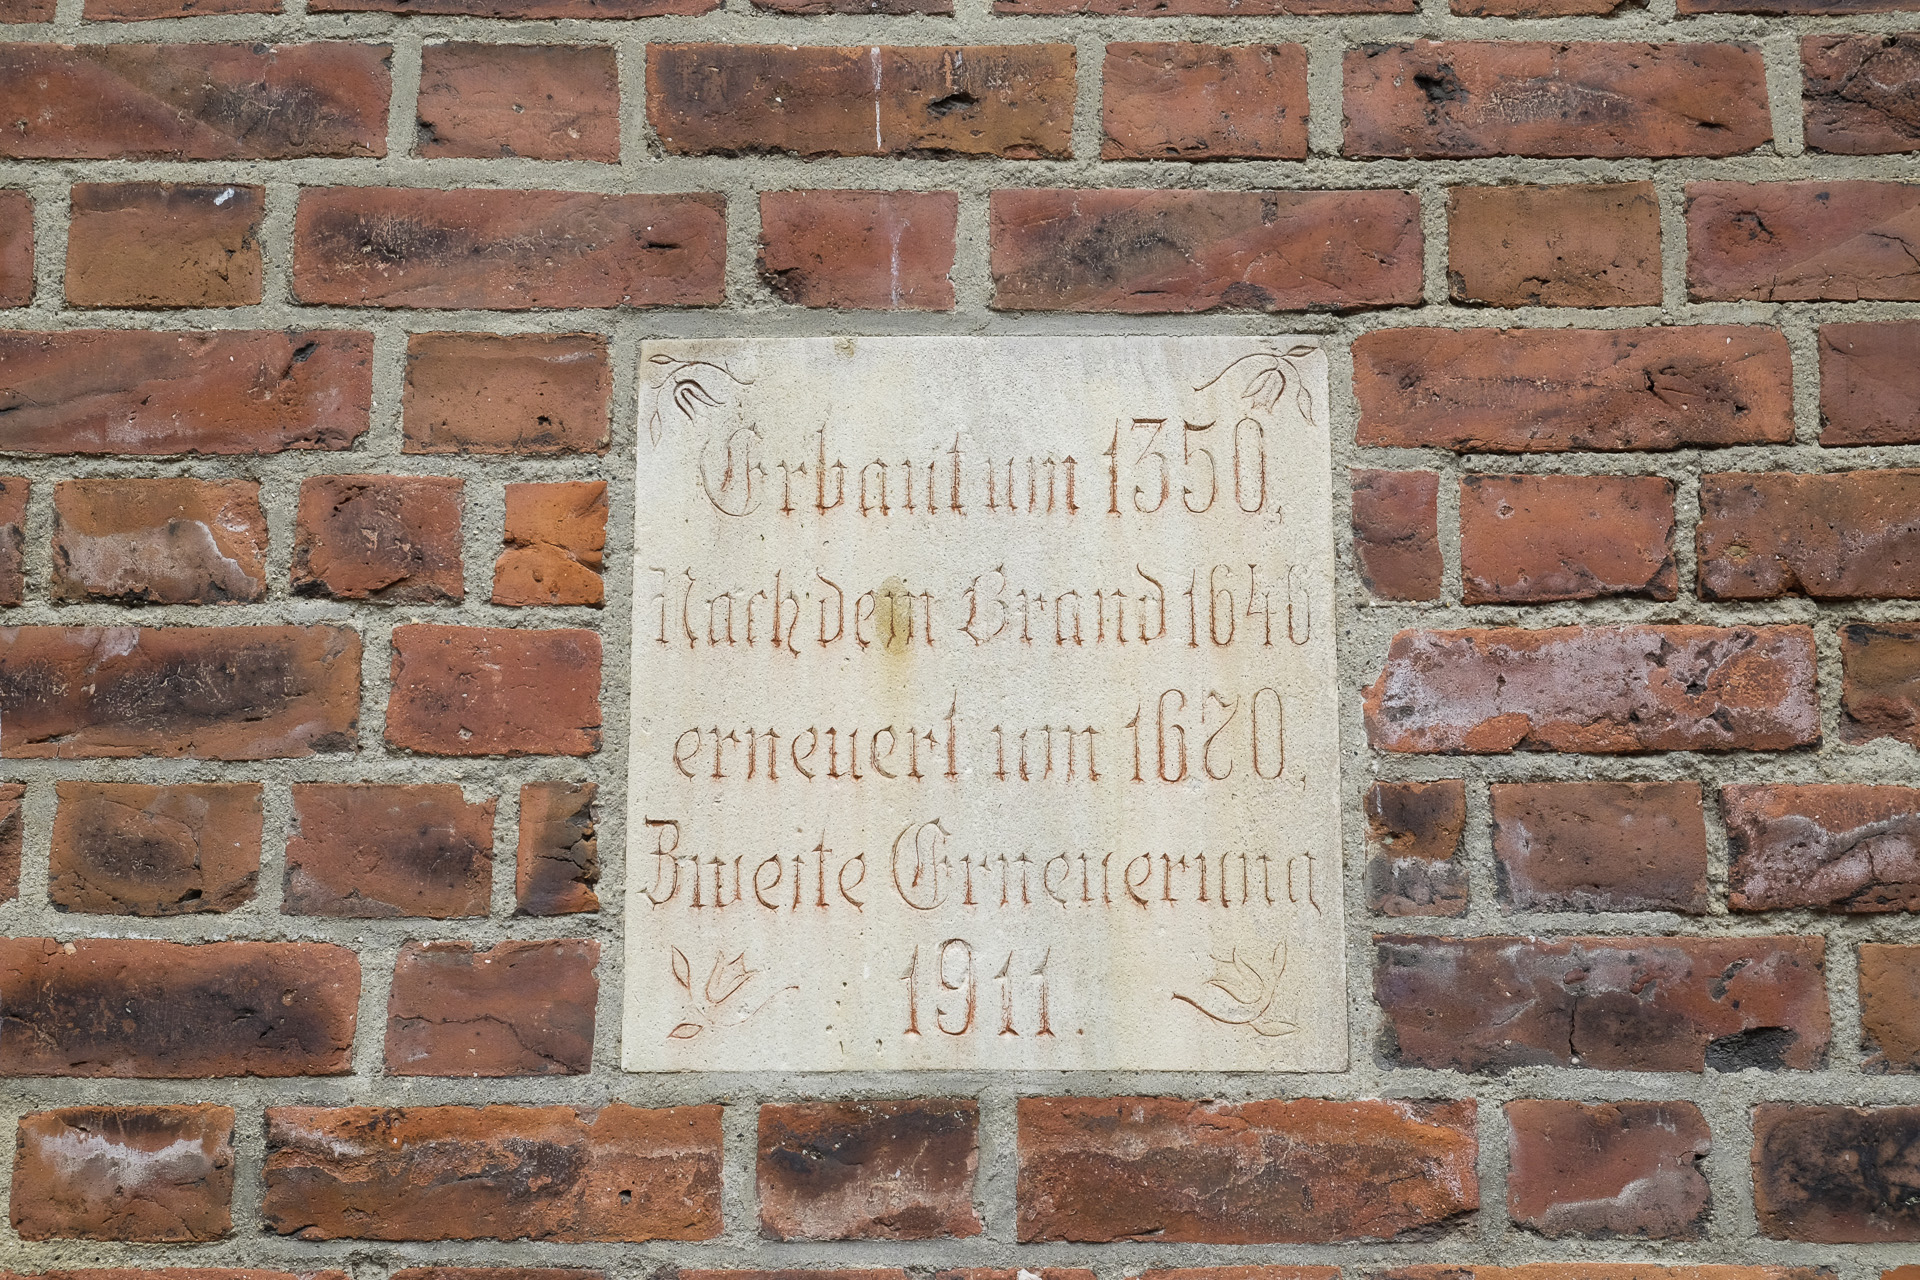 Erbaut um 1350,
Nach dem Brand 1646
erneuert um 1670,
Zweite Erneuerung
1911.